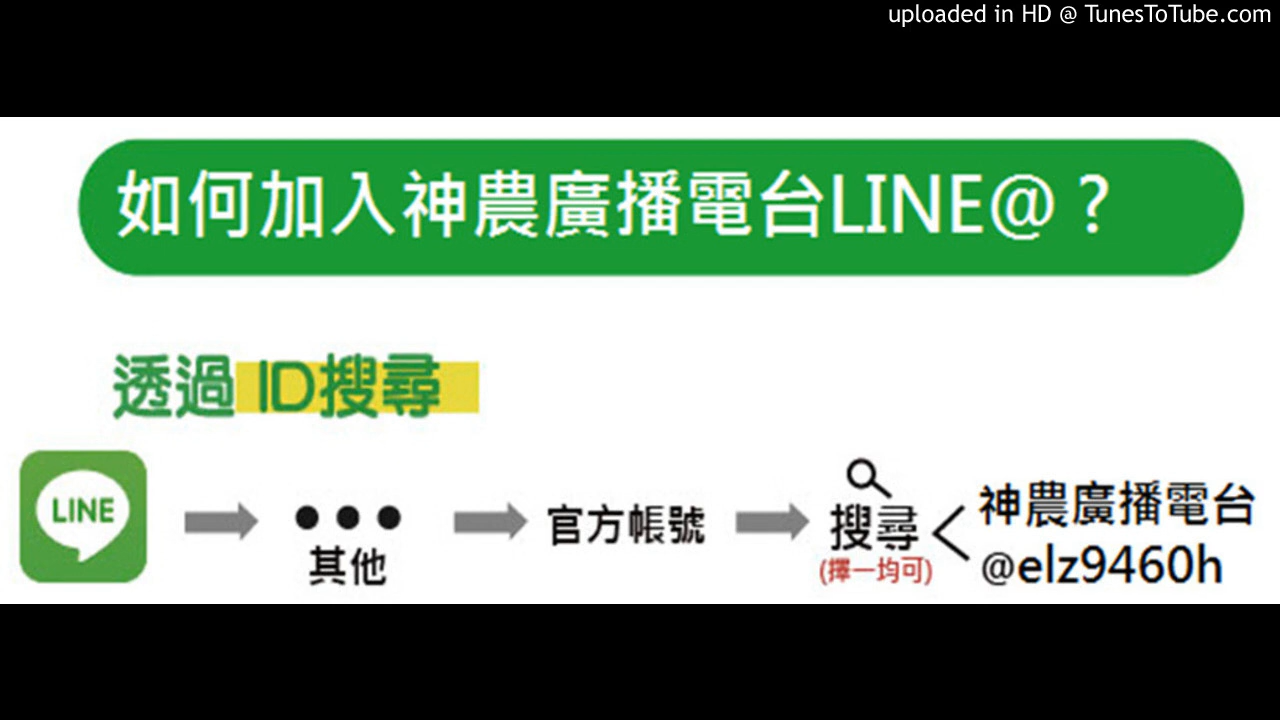 uploaded in HD @ TunesToTube.com
如何加入神農廣播電台LINE@?
透過 ID搜尋
LINE
其他
官方帳號
搜尋
(擇一均可)
神農廣播電台
@elz9460h